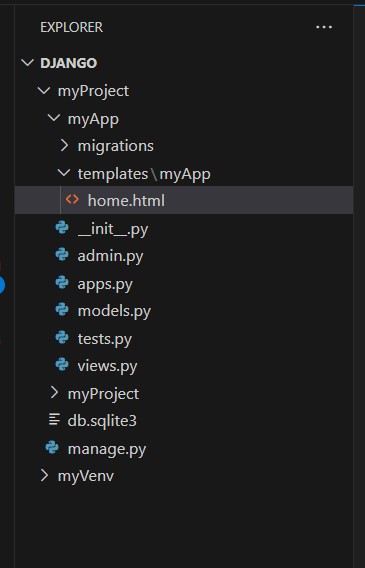 EXPLORER
DJANGO
myProject
myApp
migrations
templates\myApp
home.html
__init__.py
admin.py
apps.py
models.py
tests.py
views.py
myProject
db.sqlite3
manage.py
myVenv